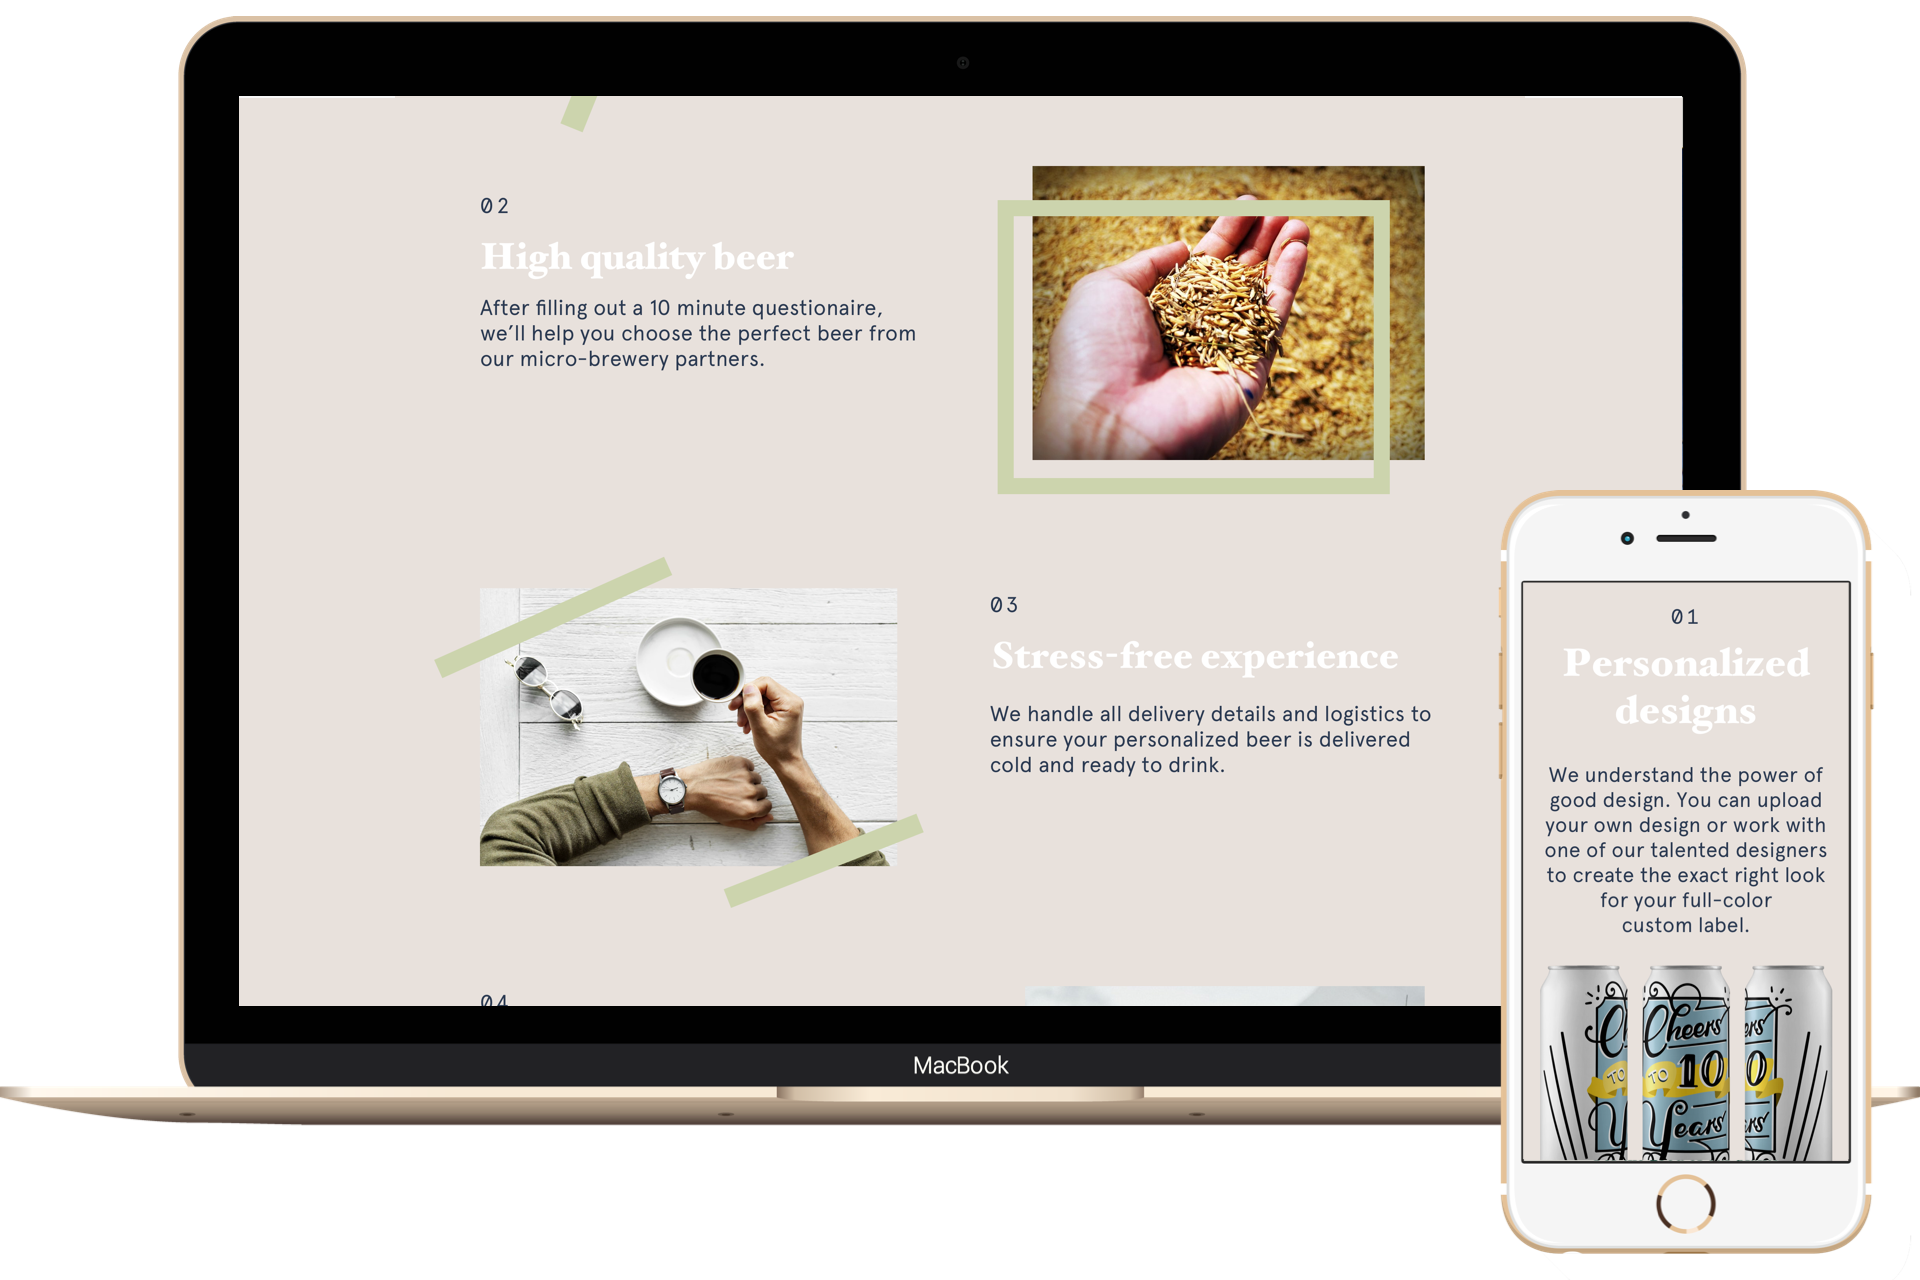 02
High quality beer
After filling out a 10 minute questionaire,
we’ll help you choose the perfect beer from
our micro-brewery partners.
03
Stress-free experience
We handle all delivery details and logistics to
ensure your personalized beer is delivered
cold and ready to drink.
04
MacBook
01
Personalized
designs
We understand the power of
good design. You can upload
your own design or work with
one of our talented designers
to create the exact right look
for your full-color
custom label.
Cheers
TO 10
Years